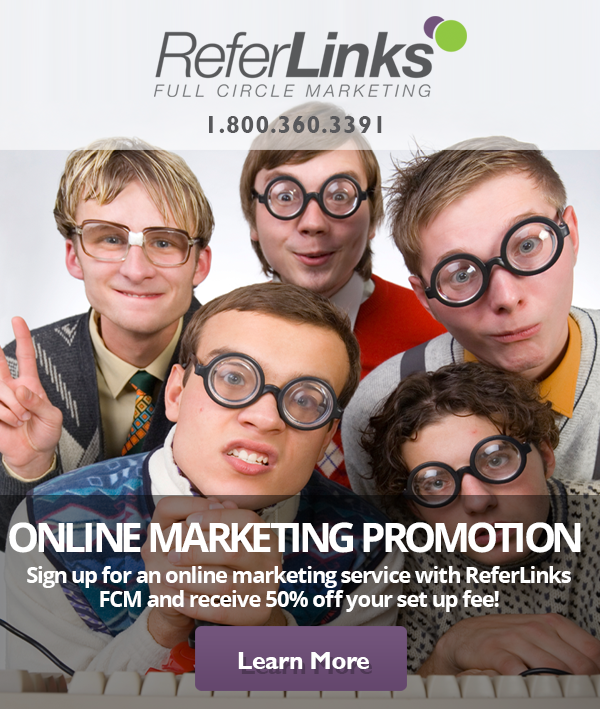 ReferLinks
FULL CIRCLE MARKETING
1.800.360.3391
ONLINE MARKETING PROMOTION
Sign up for an online marketing service with ReferLinks
FCM and receive 50% off your set up fee!
Learn More